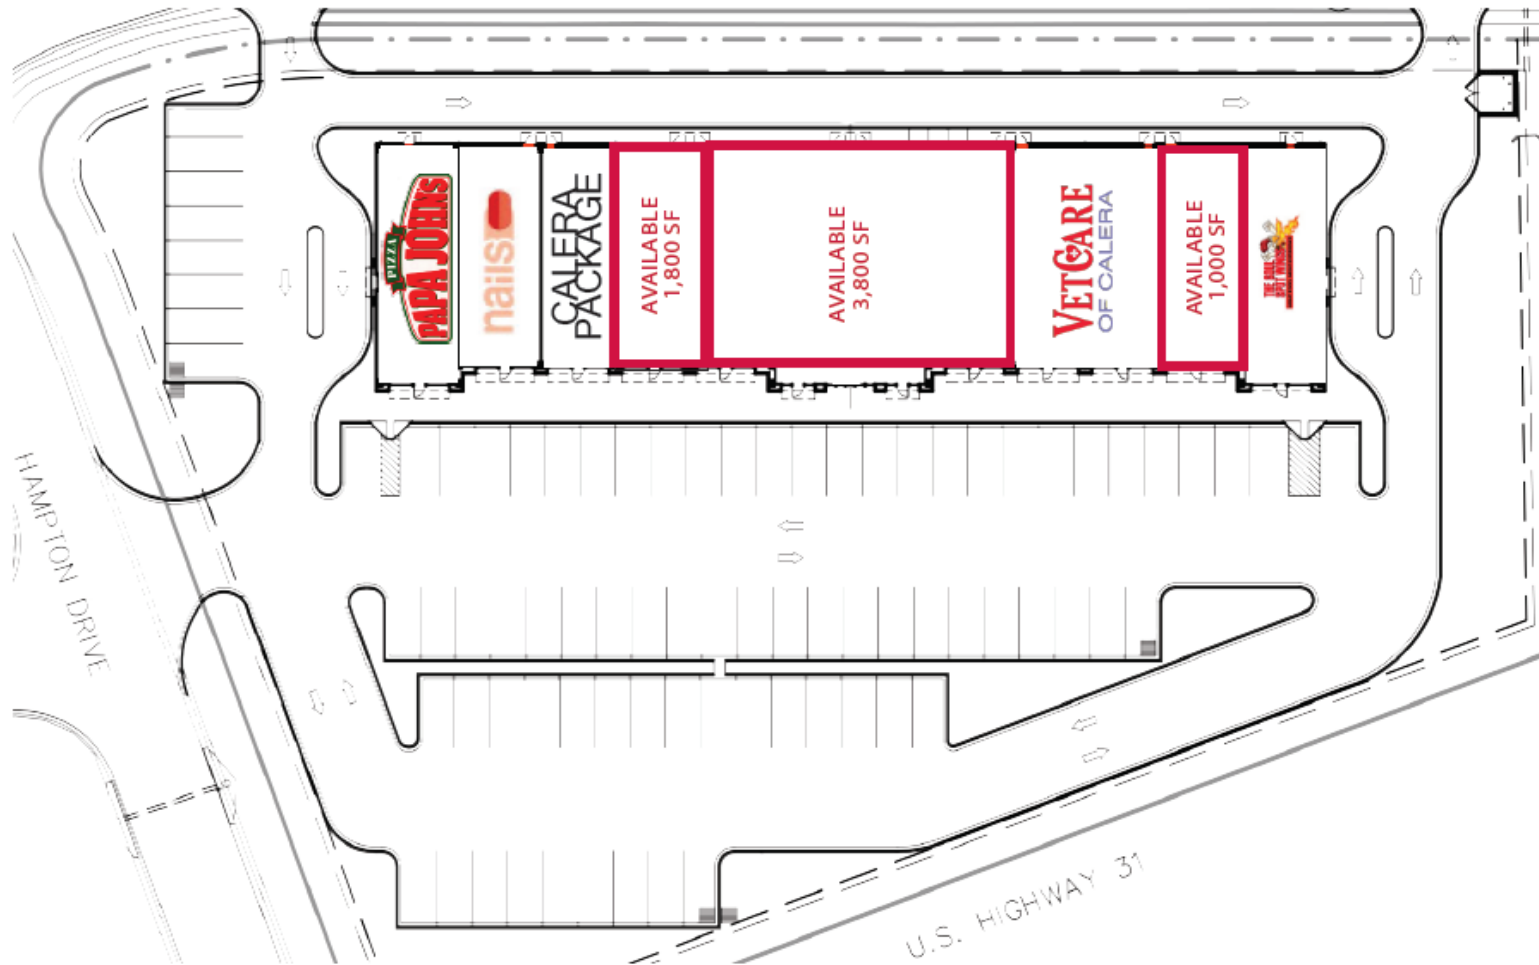 PIZZA
PAPA JOHNS
nails
CALERA
PACKAGE
AVAILABLE
1,800 SF
AVAILABLE
3,800 SF
VETCARE
OF CALERA
AVAILABLE
1,000 SF
HAMPTON DRIVE
U.S. HIGHWAY 31